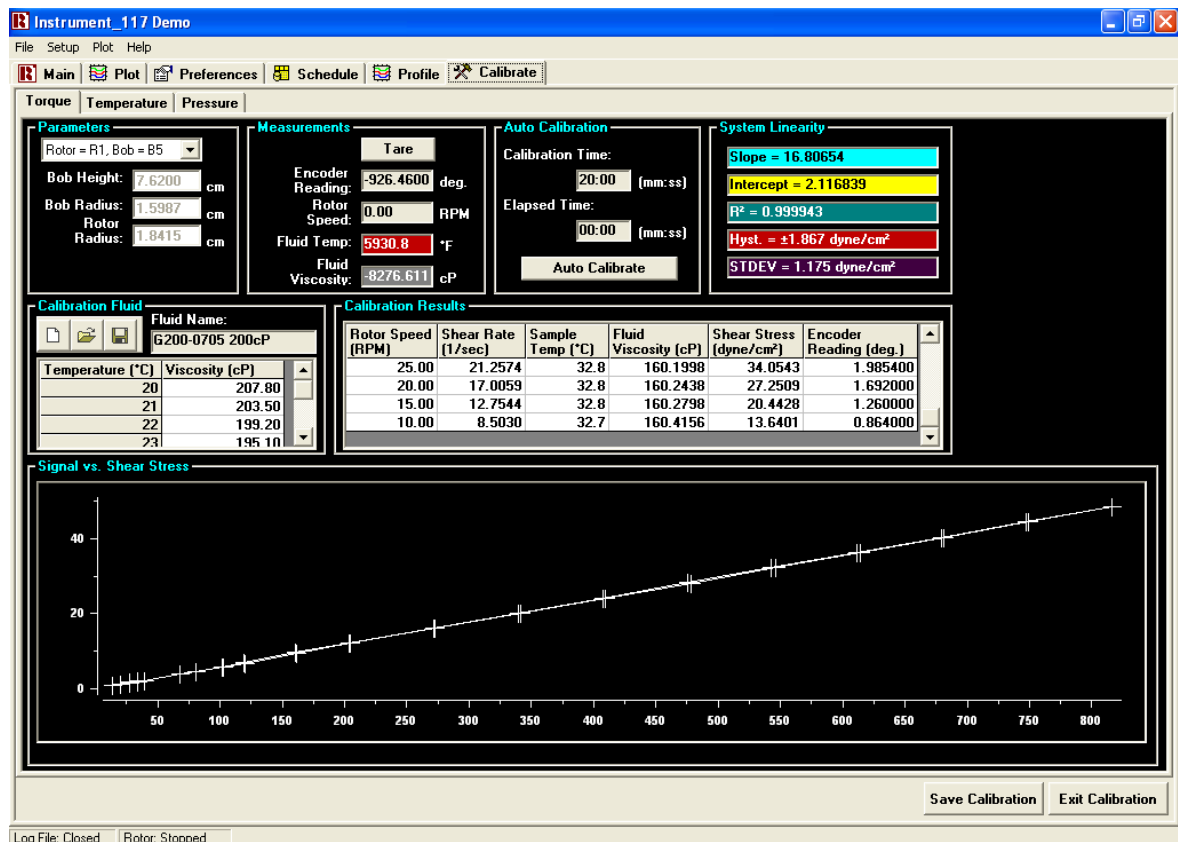 Instrument_117 Demo
File Setup Plot Help
Main Plot Preferences Schedule Profile Calibrate
Torque Temperature Pressure
Parameters
Rotor = R1, Bob = B5
Bob Height: 7.6200 cm
Bob Radius: 1.5987 cm
Rotor Radius: 1.8415 cm
Measurements
Tare
Encoder Reading: -926.4600 deg.
Rotor Speed: 0.00 RPM
Fluid Temp: 5930.8 °F
Fluid Viscosity: -8276.611 cP
Auto Calibration
Calibration Time:
20:00 (mm:ss)
Elapsed Time:
00:00 (mm:ss)
Auto Calibrate
System Linearity
Slope = 16.80654
Intercept = 2.116839
R² = 0.999943
Hyst. = ±1.867 dyne/cm²
STDEV = 1.175 dyne/cm²
Calibration Fluid
Fluid Name:
G200-0705 200cP
Temperature (°C) Viscosity (cP)
20 207.80
21 203.50
22 199.20
23 195.10
Calibration Results
Rotor Speed (RPM) Shear Rate (1/sec) Sample Temp (°C) Fluid Viscosity (cP) Shear Stress (dyne/cm²) Encoder Reading (deg.)
25.00 21.2574 32.8 160.1998 34.0543 1.985400
20.00 17.0059 32.8 160.2438 27.2509 1.692000
15.00 12.7544 32.8 160.2798 20.4428 1.260000
10.00 8.5030 32.7 160.4156 13.6401 0.864000
Signal vs. Shear Stress
40
20
0
50 100 150 200 250 300 350 400 450 500 550 600 650 700 750 800
Save Calibration Exit Calibration
Log File: Closed Rotor: Stopped